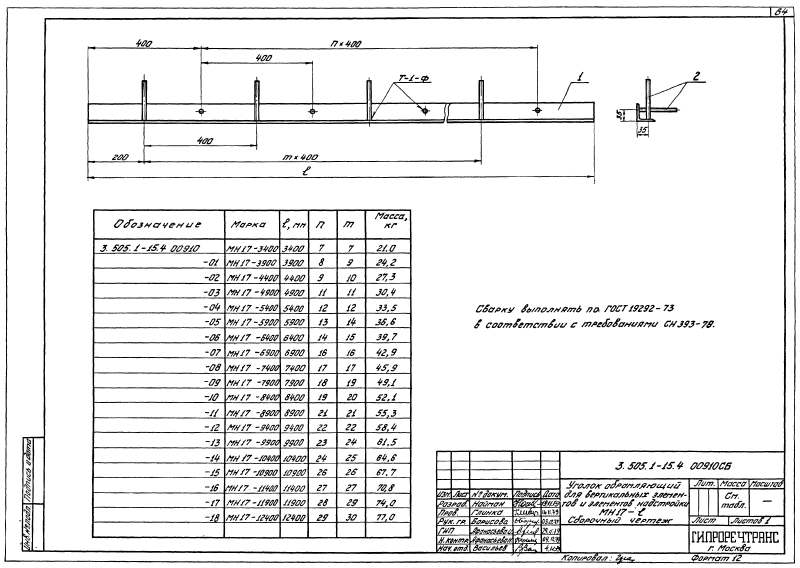 84
400
n×400
400
Т-1-Ф
1
2
400
200
m×400
ℓ
35
35
Обозначение Марка ℓ, мм n m Масса, кг
3.505.1-15.4 00910 МН17-3400 3400 7 7 21,0
-01 МН17-3900 3900 8 9 24,2
-02 МН17-4400 4400 9 10 27,3
-03 МН17-4900 4900 11 11 30,4
-04 МН17-5400 5400 12 12 33,5
-05 МН17-5900 5900 13 14 36,6
-06 МН17-6400 6400 14 15 39,7
-07 МН17-6900 6900 16 16 42,9
-08 МН17-7400 7400 17 17 45,9
-09 МН17-7900 7900 18 19 49,1
-10 МН17-8400 8400 19 20 52,1
-11 МН17-8900 8900 21 21 55,3
-12 МН17-9400 9400 22 22 58,4
-13 МН17-9900 9900 23 24 61,5
-14 МН17-10400 10400 24 25 64,6
-15 МН17-10900 10900 26 26 67,7
-16 МН17-11400 11400 27 27 70,8
-17 МН17-11900 11900 28 29 74,0
-18 МН17-12400 12400 29 30 77,0
Сварку выполнять по ГОСТ 19292-73
в соответствии с требованиями СН 393-78.
3.505.1-15.4 00910СБ
Изм. Лист № докум. Подпись Дата
Разраб. Найман
Пров. Глинка
Рук. гр. Борисова
ГИП Афанасьева
Н. контр. Афанасьева
Нач. отд. Васильев
Уголок обрамляющий
для вертикальных элемен-
тов и элементов надстройки
МН17-ℓ
Сборочный чертеж
Лит. Масса Масштаб
См. табл. —
Лист Листов 1
ГИПРОРЕЧТРАНС
г. Москва
Копировал:
Формат 12
Инв. № подл. Подпись и дата